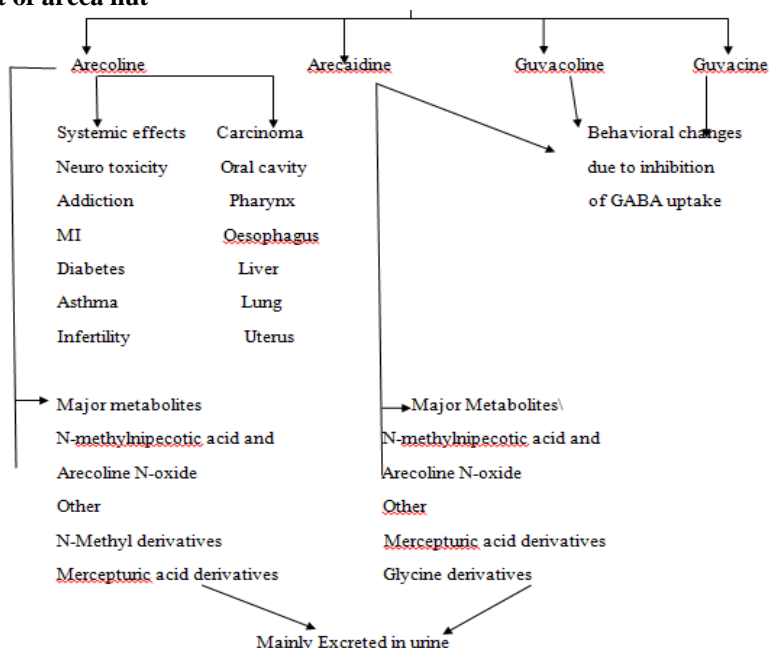 t of areca nut
Arecoline Arecaidine Guvacoline Guvacine
Systemic effects Carcinoma Behavioral changes
Neuro toxicity Oral cavity due to inhibition
Addiction Pharynx of GABA uptake
MI Oesophagus
Diabetes Liver
Asthma Lung
Infertility Uterus
Major metabolites Major Metabolites\
N-methylnipecotic acid and N-methylnipecotic acid and
Arecoline N-oxide Arecoline N-oxide
Other Other
N-Methyl derivatives Mercepturic acid derivatives
Mercepturic acid derivatives Glycine derivatives
Mainly Excreted in urine